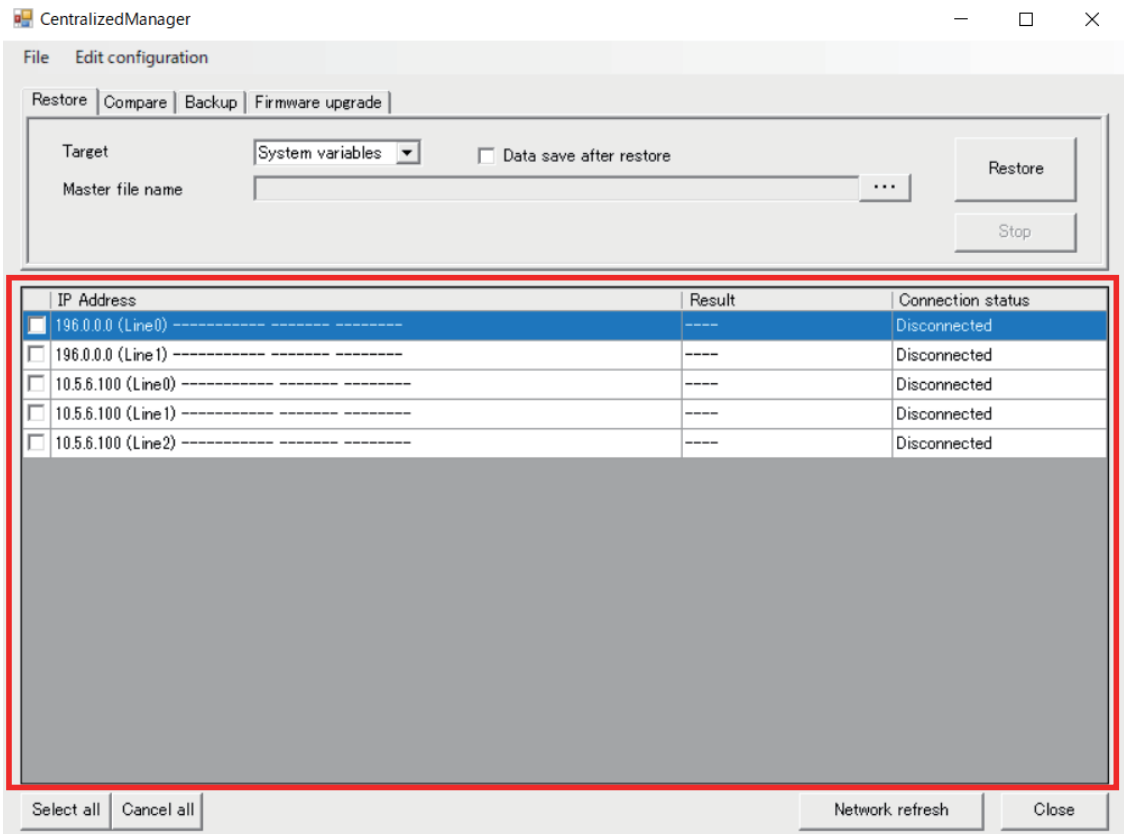 CentralizedManager
File Edit configuration
Restore Compare Backup Firmware upgrade
Target System variables Data save after restore
Restore
Master file name ...
Stop
IP Address Result Connection status
196.0.0.0 (Line0) ----------- ------- -------- ---- Disconnected
196.0.0.0 (Line1) ----------- ------- -------- ---- Disconnected
10.5.6.100 (Line0) ----------- ------- -------- ---- Disconnected
10.5.6.100 (Line1) ----------- ------- -------- ---- Disconnected
10.5.6.100 (Line2) ----------- ------- -------- ---- Disconnected
Select all Cancel all Network refresh Close